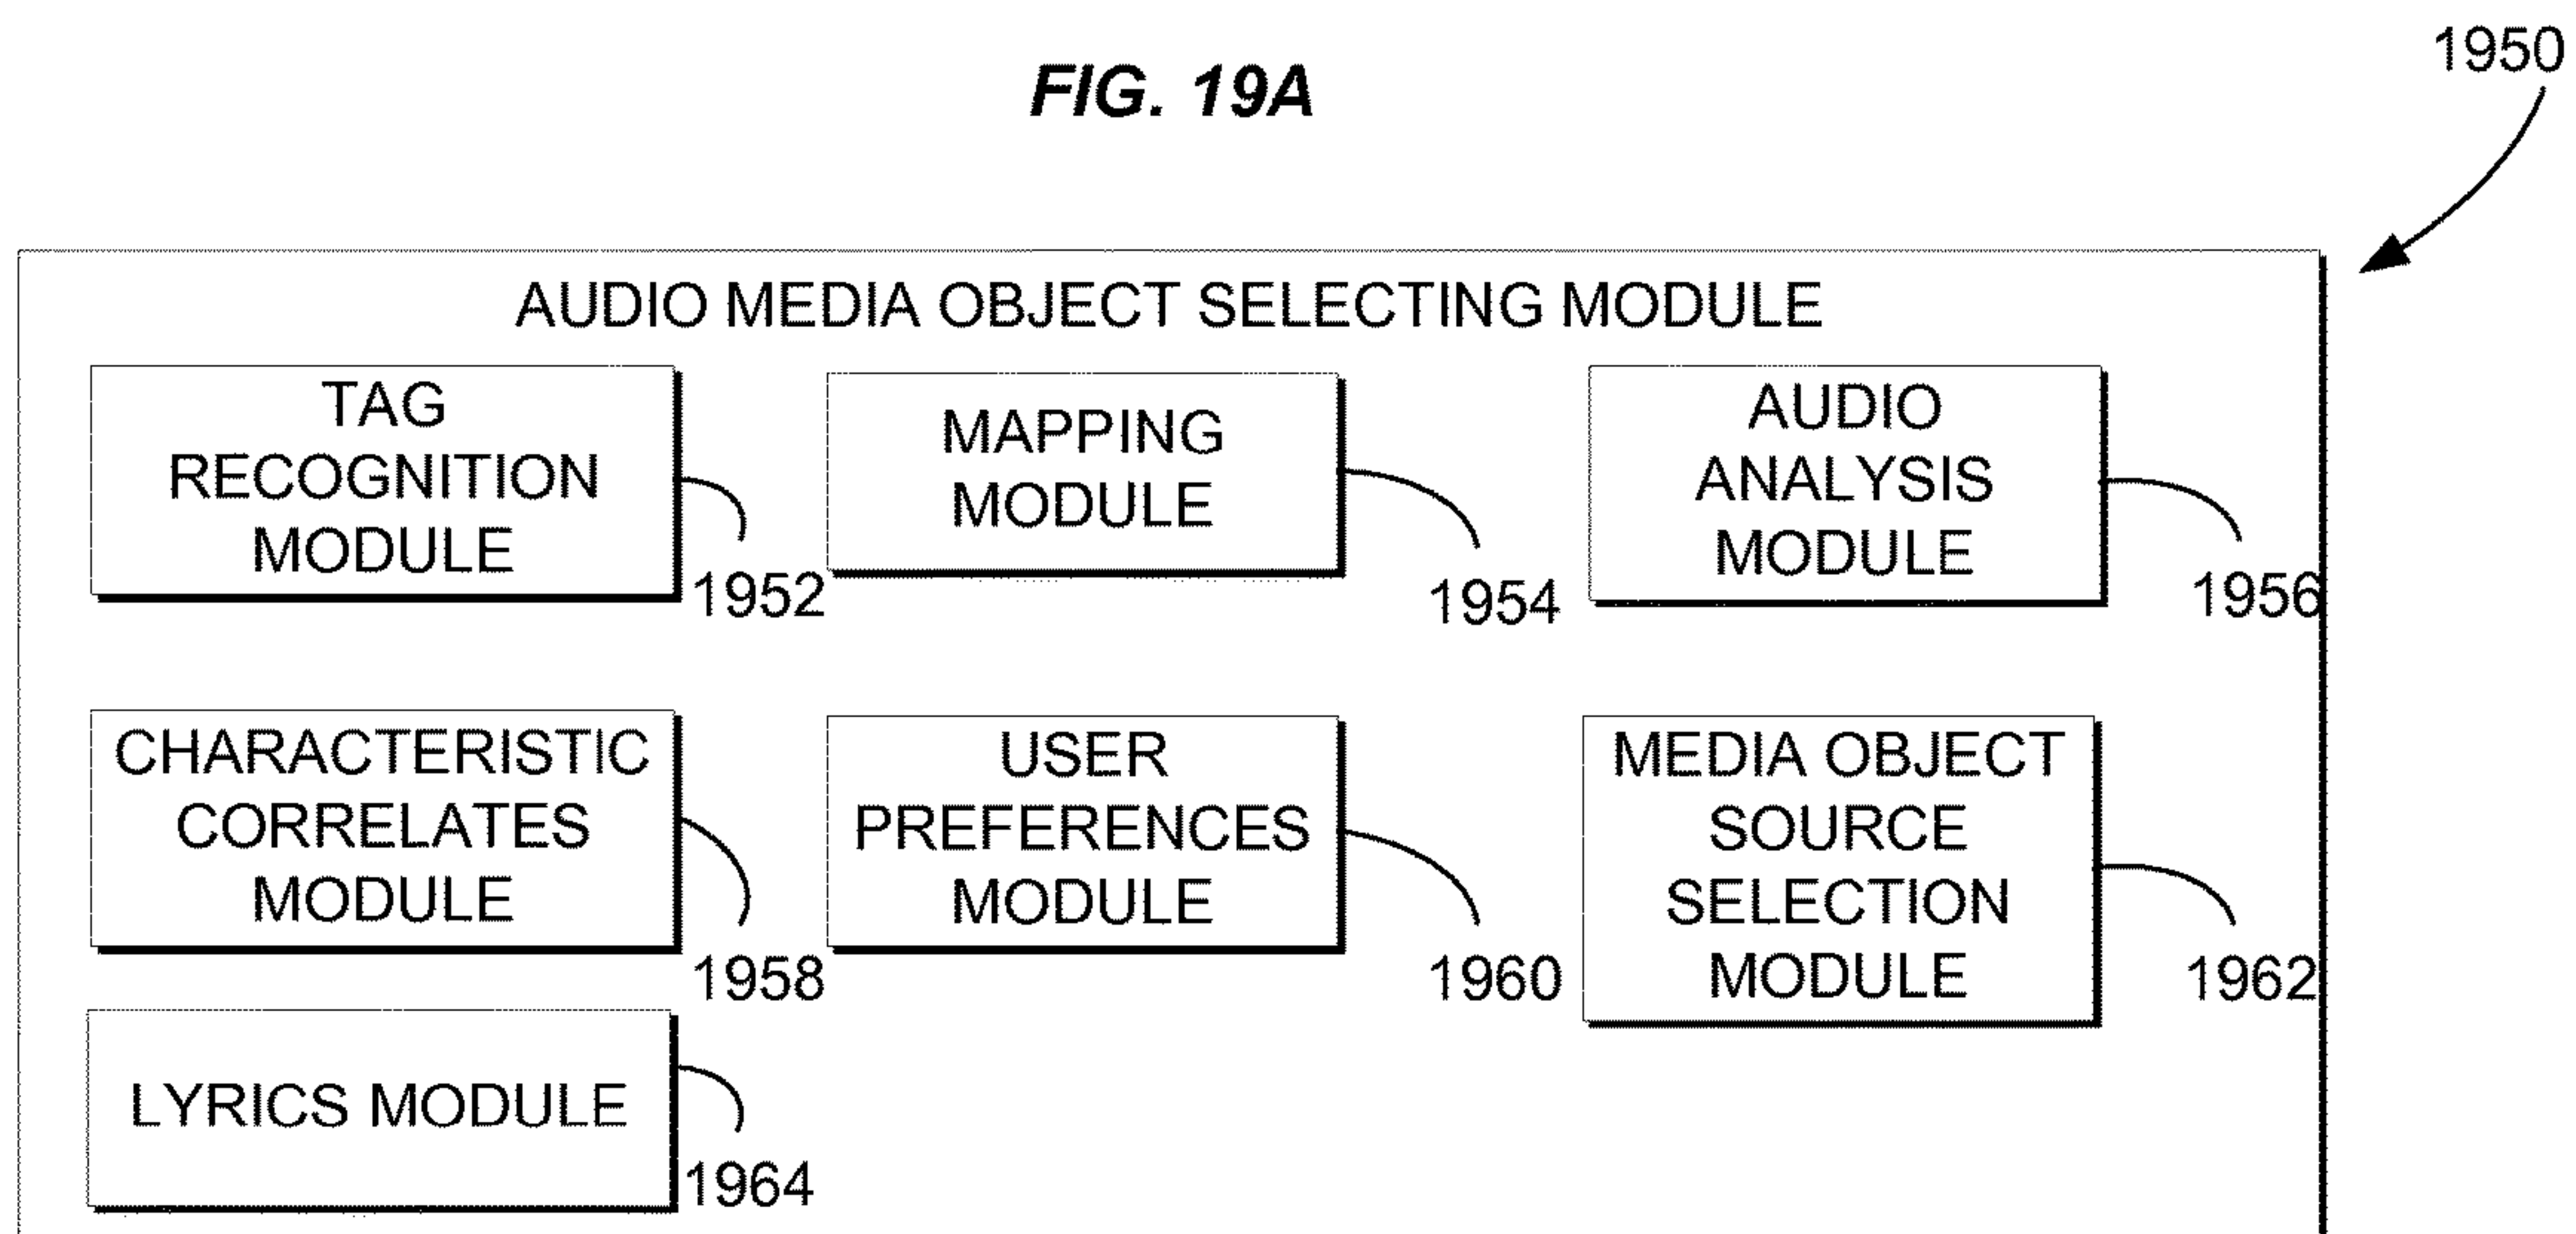 1950
FIG. 19A
AUDIO MEDIA OBJECT SELECTING MODULE
TAG
RECOGNITION
MODULE
1952
MAPPING
MODULE
1954
AUDIO
ANALYSIS
MODULE
1956
CHARACTERISTIC
CORRELATES
MODULE
1958
USER
PREFERENCES
MODULE
1960
MEDIA OBJECT
SOURCE
SELECTION
MODULE
1962
LYRICS MODULE
1964